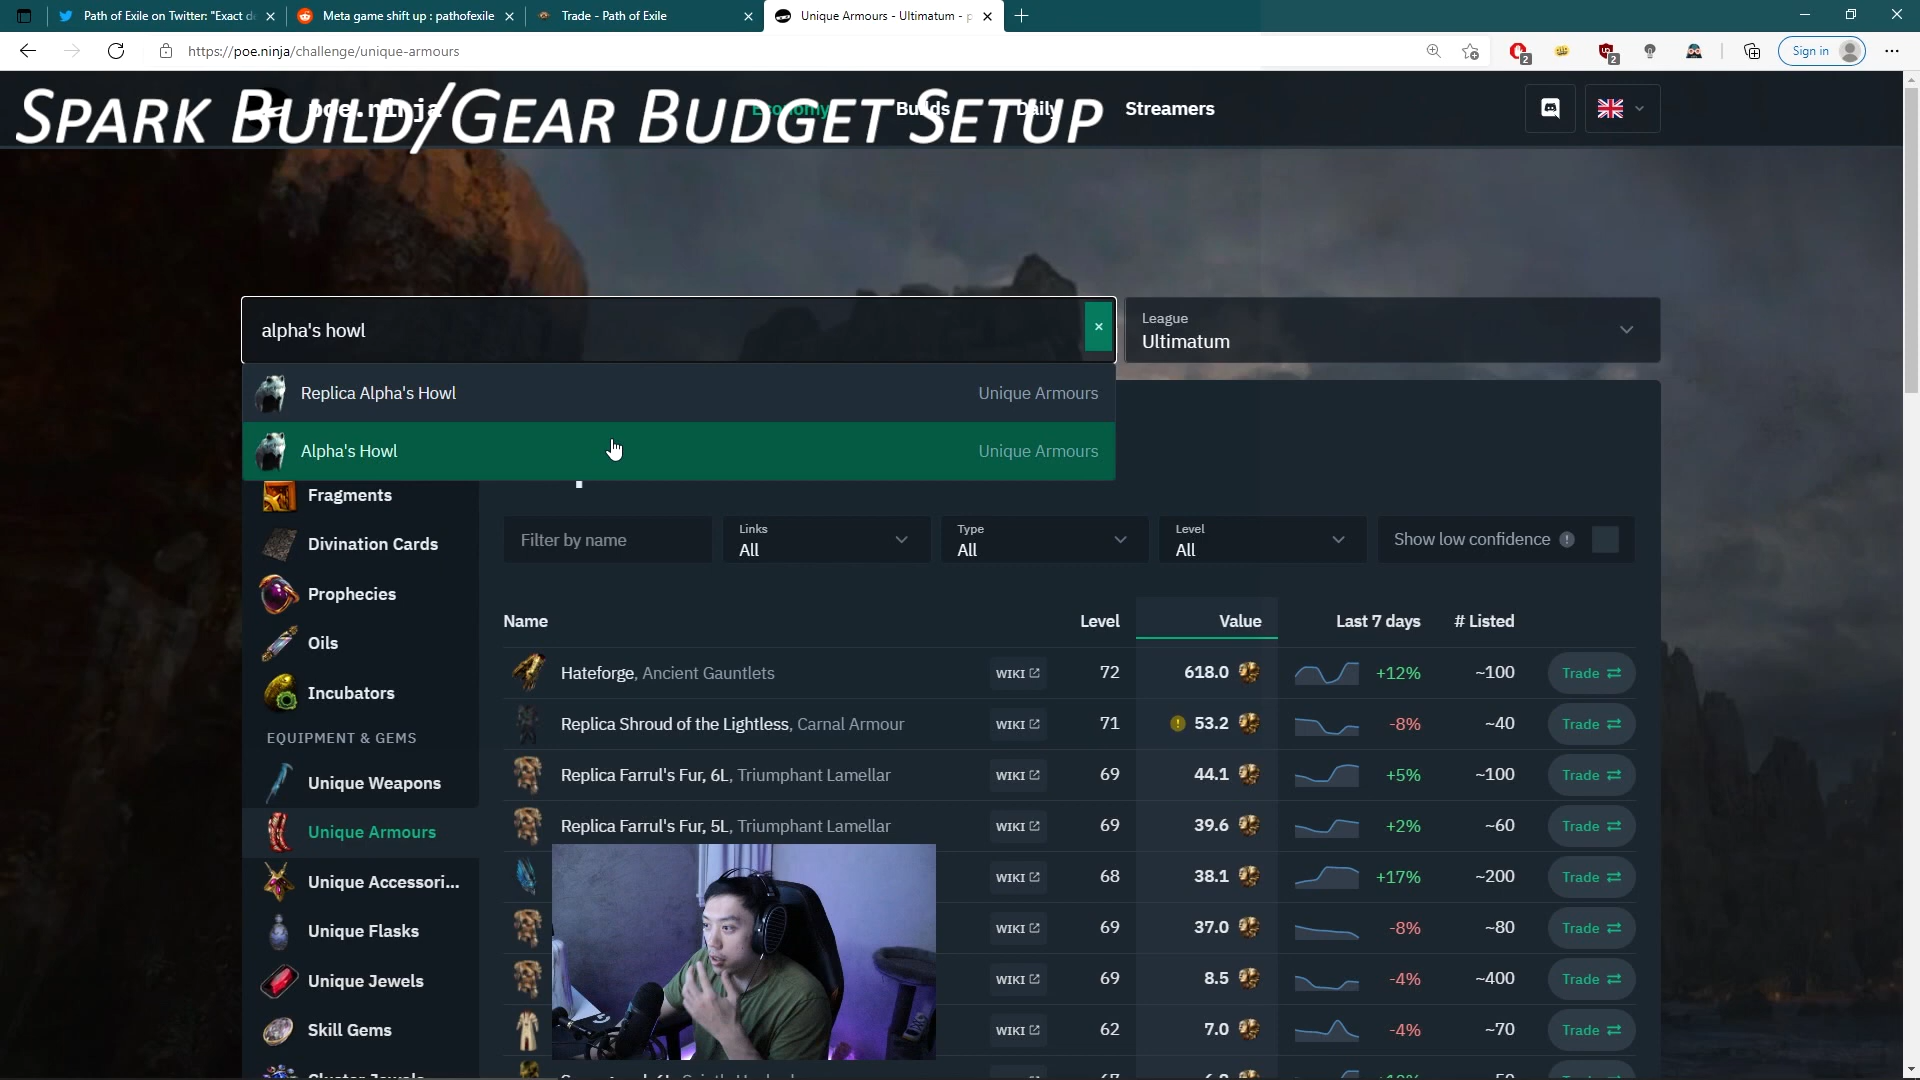 Path of Exile on Twitter: "Exact d
Meta game shift up : pathofexile
Trade - Path of Exile
Unique Armours - Ultimatum - p
https://poe.ninja/challenge/unique-armours
2
2
Sign in
poe.ninja
Economy
Builds
Daily
Streamers
SPARK BUILD/GEAR BUDGET SETUP
alpha's howl
League
Ultimatum
Replica Alpha's Howl
Unique Armours
Alpha's Howl
Unique Armours
Fragments
Divination Cards
Prophecies
Oils
Incubators
EQUIPMENT & GEMS
Unique Weapons
Unique Armours
Unique Accessori...
Unique Flasks
Unique Jewels
Skill Gems
Filter by name
Links
All
Type
All
Level
All
Show low confidence
Name Level Value Last 7 days # Listed
Hateforge, Ancient Gauntlets WIKI 72 618.0 +12% ~100 Trade
Replica Shroud of the Lightless, Carnal Armour WIKI 71 53.2 -8% ~40 Trade
Replica Farrul's Fur, 6L, Triumphant Lamellar WIKI 69 44.1 +5% ~100 Trade
Replica Farrul's Fur, 5L, Triumphant Lamellar WIKI 69 39.6 +2% ~60 Trade
WIKI 68 38.1 +17% ~200 Trade
WIKI 69 37.0 -8% ~80 Trade
WIKI 69 8.5 -4% ~400 Trade
WIKI 62 7.0 -4% ~70 Trade